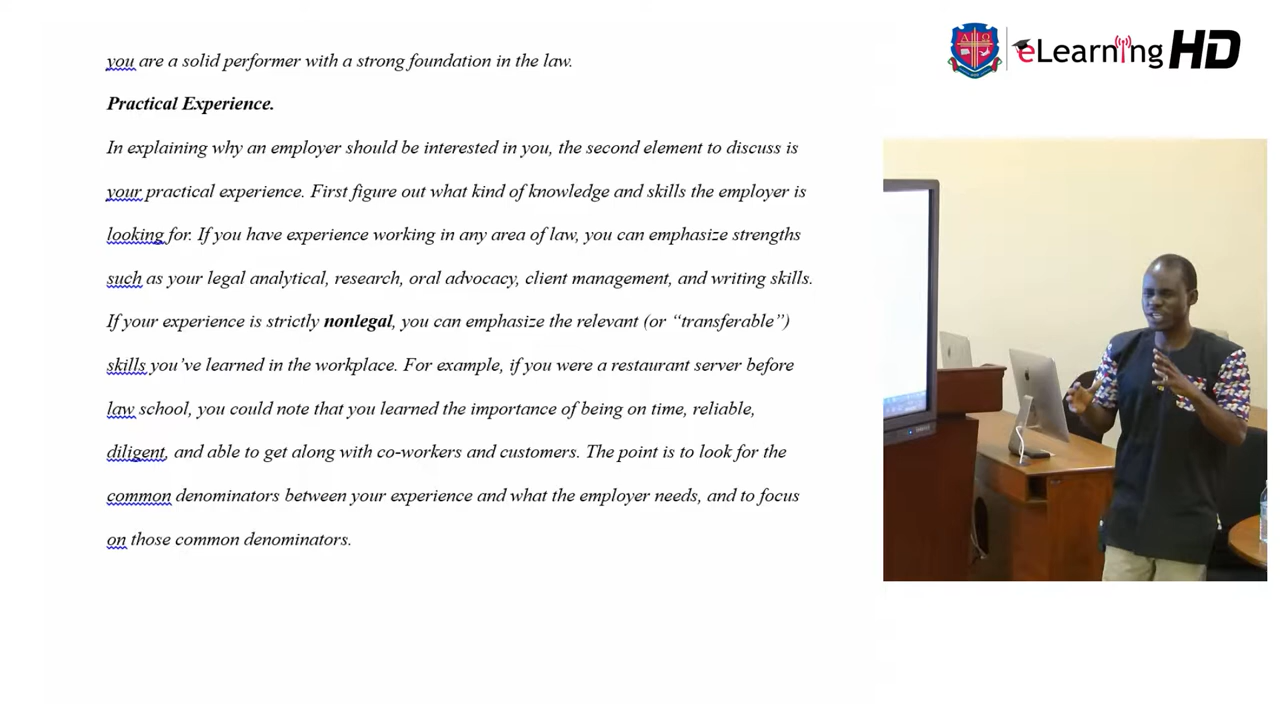 you are a solid performer with a strong foundation in the law.
Practical Experience.
In explaining why an employer should be interested in you, the second element to discuss is
your practical experience. First figure out what kind of knowledge and skills the employer is
looking for. If you have experience working in any area of law, you can emphasize strengths
such as your legal analytical, research, oral advocacy, client management, and writing skills.
If your experience is strictly nonlegal, you can emphasize the relevant (or “transferable”)
skills you’ve learned in the workplace. For example, if you were a restaurant server before
law school, you could note that you learned the importance of being on time, reliable,
diligent, and able to get along with co-workers and customers. The point is to look for the
common denominators between your experience and what the employer needs, and to focus
on those common denominators.
eLearning HD